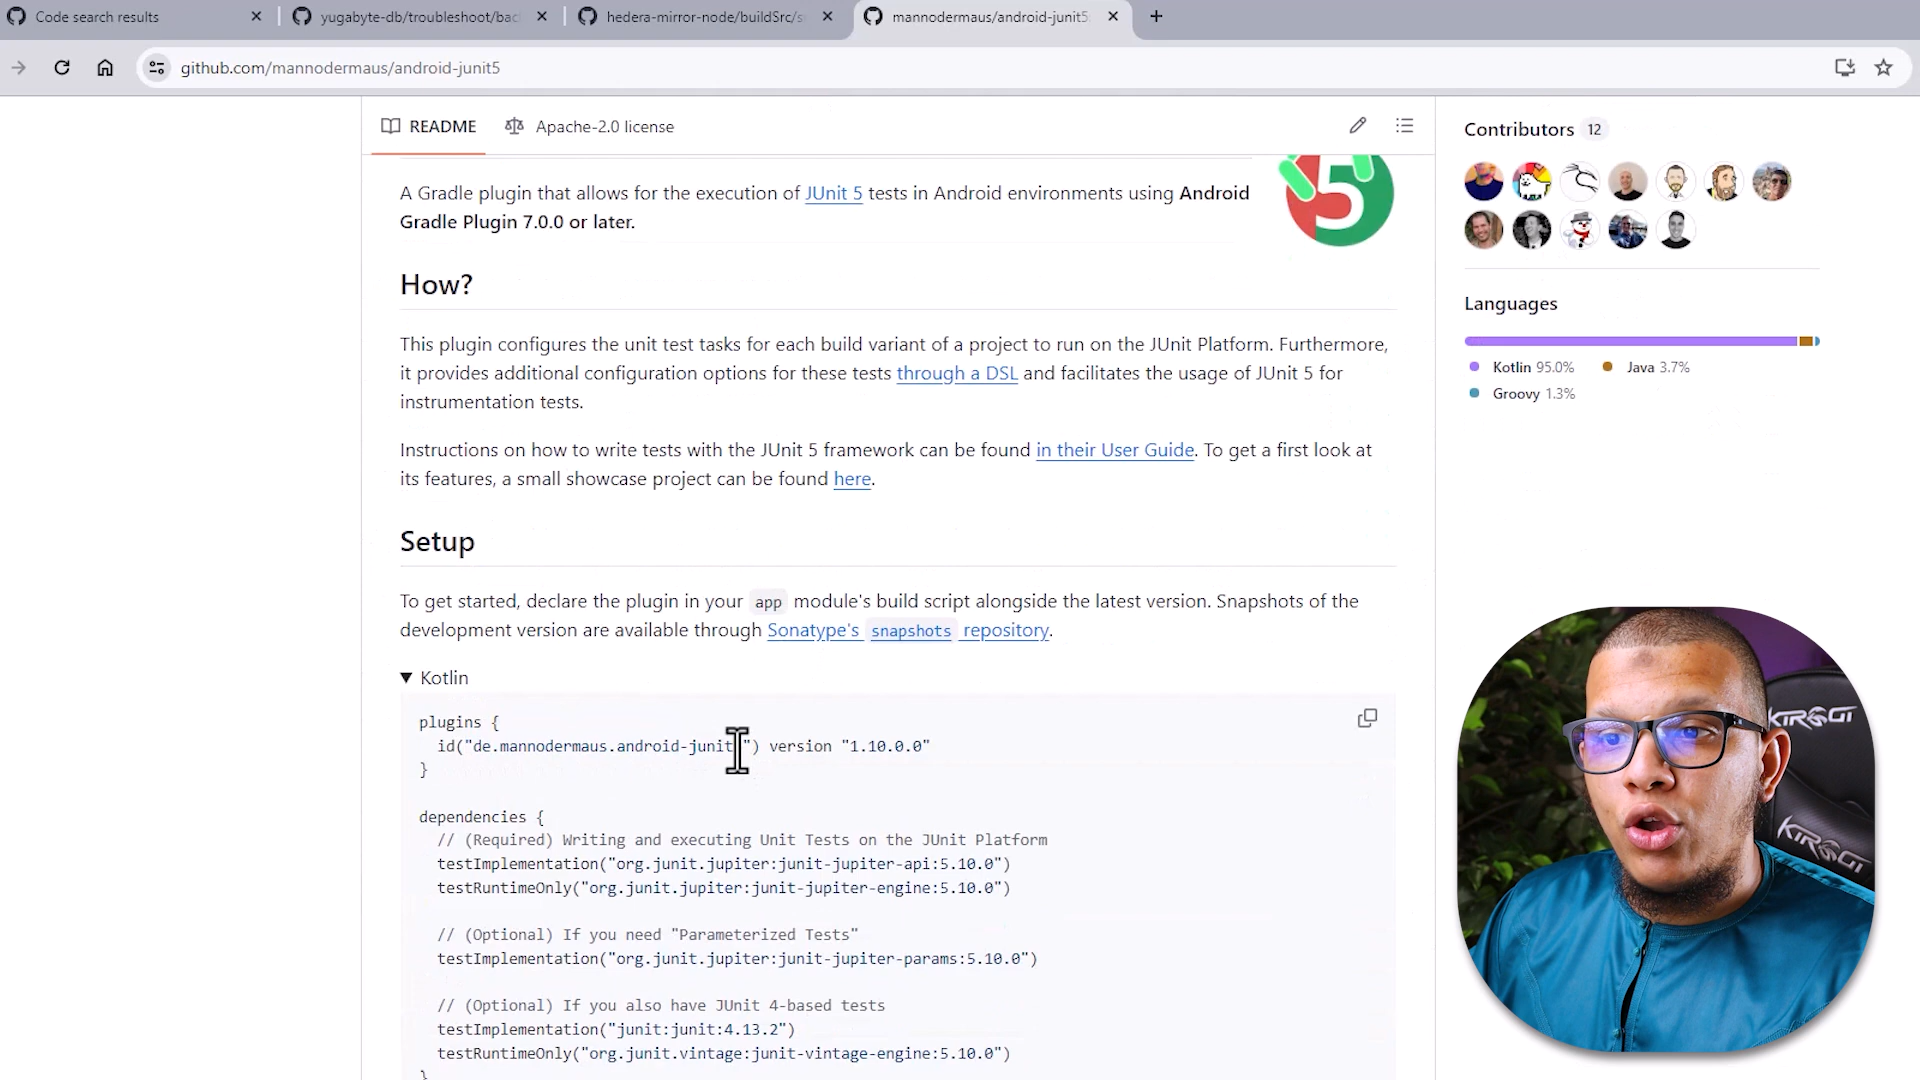 Code search results
yugabyte-db/troubleshoot/bac
hedera-mirror-node/buildSrc/s
mannodermaus/android-junit5
github.com/mannodermaus/android-junit5
README
Apache-2.0 license
5
A Gradle plugin that allows for the execution of JUnit 5 tests in Android environments using Android
Gradle Plugin 7.0.0 or later.
How?
This plugin configures the unit test tasks for each build variant of a project to run on the JUnit Platform. Furthermore,
it provides additional configuration options for these tests through a DSL and facilitates the usage of JUnit 5 for
instrumentation tests.
Instructions on how to write tests with the JUnit 5 framework can be found in their User Guide. To get a first look at
its features, a small showcase project can be found here.
Setup
To get started, declare the plugin in your app module's build script alongside the latest version. Snapshots of the
development version are available through Sonatype's snapshots repository.
Kotlin
plugins {
id("de.mannodermaus.android-junit ") version "1.10.0.0"
}
dependencies {
// (Required) Writing and executing Unit Tests on the JUnit Platform
testImplementation("org.junit.jupiter:junit-jupiter-api:5.10.0")
testRuntimeOnly("org.junit.jupiter:junit-jupiter-engine:5.10.0")
// (Optional) If you need "Parameterized Tests"
testImplementation("org.junit.jupiter:junit-jupiter-params:5.10.0")
// (Optional) If you also have JUnit 4-based tests
testImplementation("junit:junit:4.13.2")
testRuntimeOnly("org.junit.vintage:junit-vintage-engine:5.10.0")
}
Contributors 12
Languages
Kotlin 95.0%
Java 3.7%
Groovy 1.3%
KIROGI
KIROGI